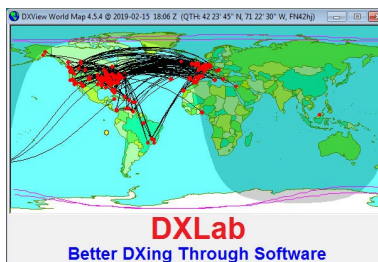 DXView World Map 4.5.4 @ 2019-02-15 18:06 Z (QTH: 42 23' 45" N, 71 22' 30" W, FN42hj)
DXLab
Better DXing Through Software